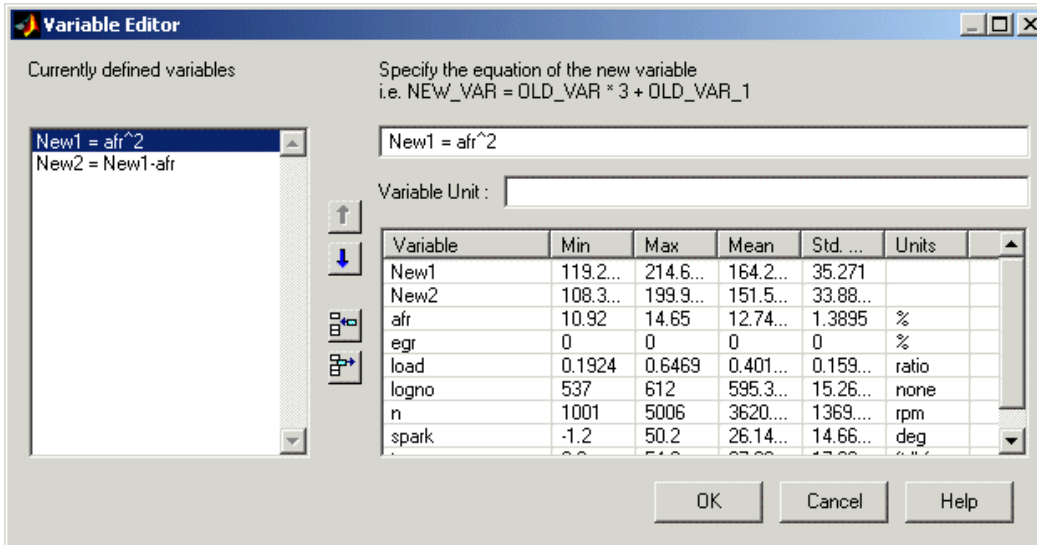 Variable Editor
Currently defined variables
Specify the equation of the new variable
i.e. NEW_VAR = OLD_VAR * 3 + OLD_VAR_1
New1 = afr^2
New2 = New1-afr
New1 = afr^2
Variable Unit :
Variable Min Max Mean Std. ... Units
New1 119.2... 214.6... 164.2... 35.271
New2 108.3... 199.9... 151.5... 33.88...
afr 10.92 14.65 12.74... 1.3895 %
egr 0 0 0 0 %
load 0.1924 0.6469 0.401... 0.159... ratio
logno 537 612 595.3... 15.26... none
n 1001 5006 3620.... 1369.... rpm
spark -1.2 50.2 26.14... 14.66... deg
OK Cancel Help